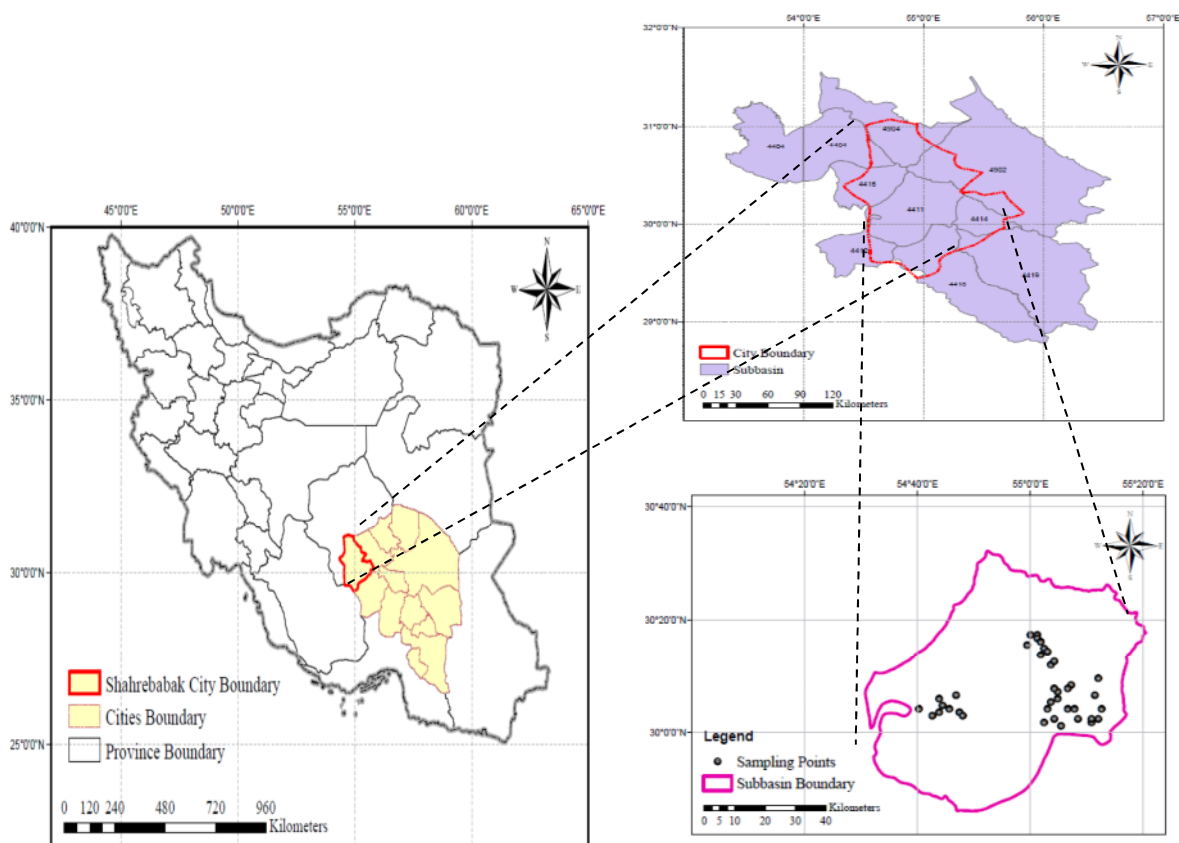 45°0'0"E 50°0'0"E 55°0'0"E 60°0'0"E 65°0'0"E
40°0'0"N
35°0'0"N
30°0'0"N
25°0'0"N
N
W E
S
Shahrebabak City Boundary
Cities Boundary
Province Boundary
0 120 240 480 720 960
Kilometers
54°0'0"E 55°0'0"E 56°0'0"E 57°0'0"E
32°0'0"N
31°0'0"N
30°0'0"N
29°0'0"N
N
W E
S
4904
4404
4404
4902
4411
4414
4419
City Boundary
Subbasin
0 15 30 60 90 120
Kilometers
54°20'0"E 54°40'0"E 55°0'0"E 55°20'0"E
30°40'0"N
30°20'0"N
30°0'0"N
N
W E
S
Legend
Sampling Points
Subbasin Boundary
0 5 10 20 30 40
Kilometers